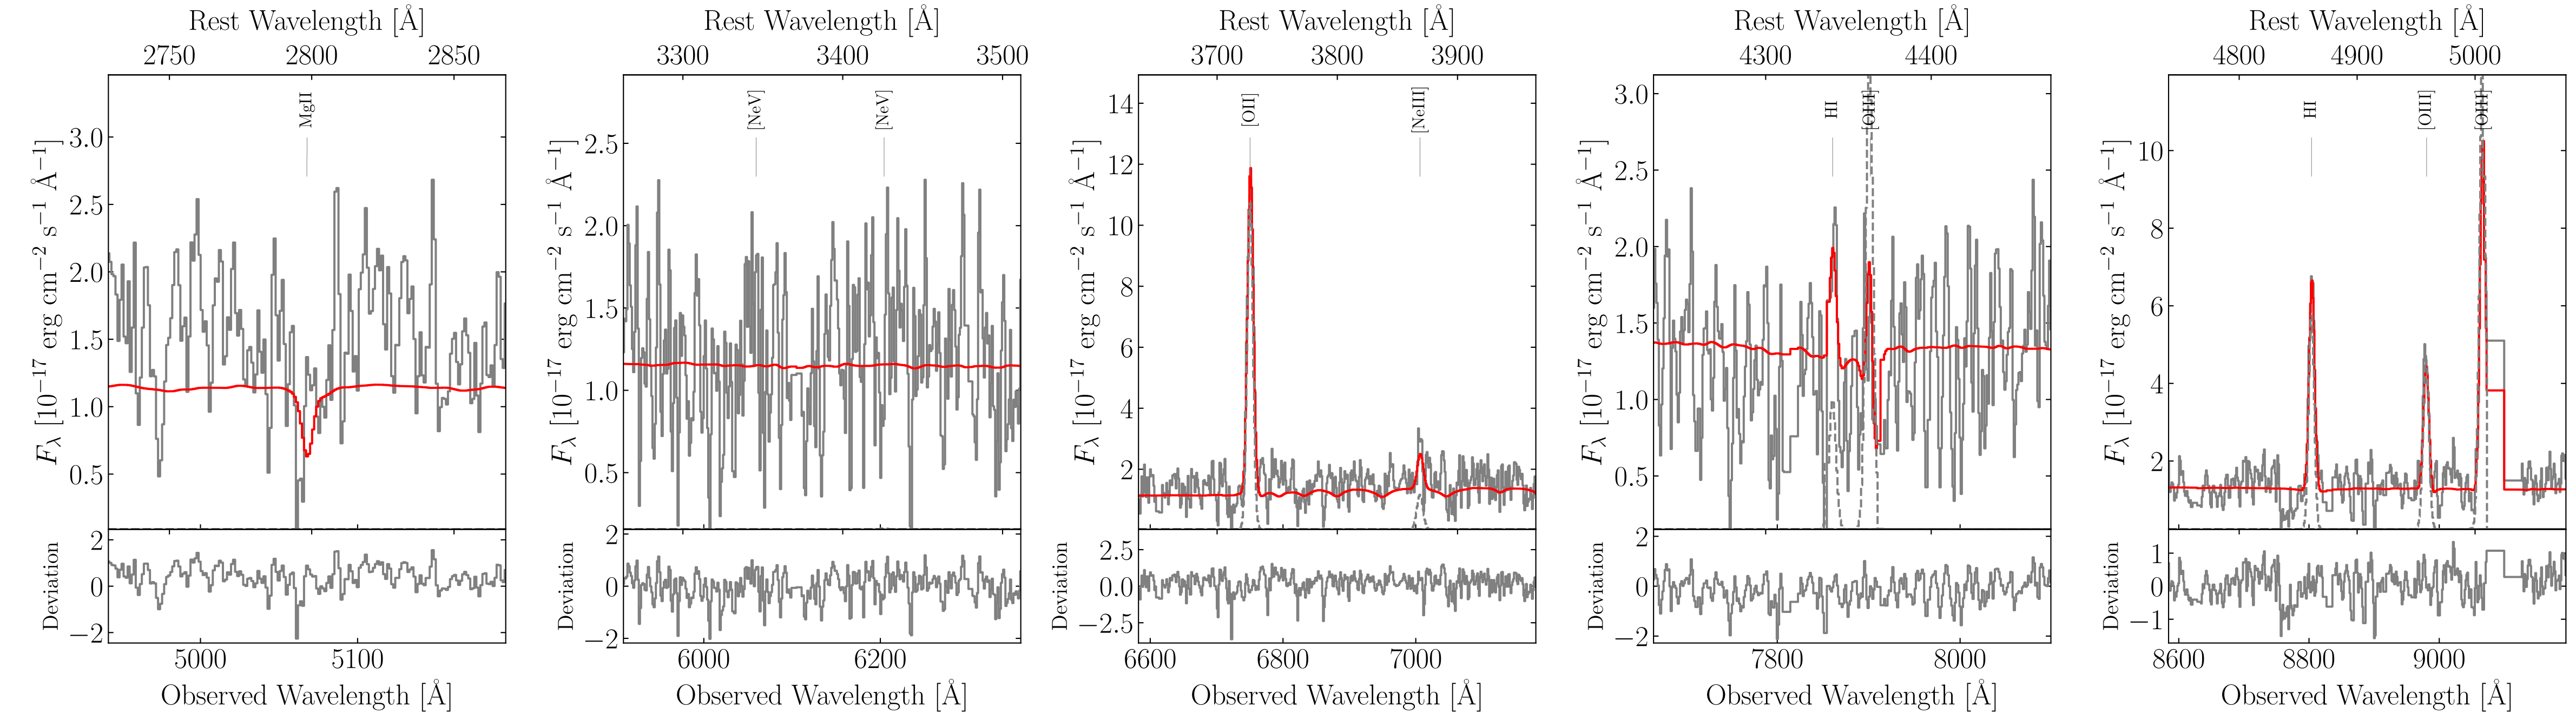 Rest Wavelength [Å]
2750 2800 2850
MgII
F_λ [10⁻¹⁷ erg cm⁻² s⁻¹ Å⁻¹]
3.0
2.5
2.0
1.5
1.0
0.5
Deviation
2
0
−2
5000 5100
Observed Wavelength [Å]
Rest Wavelength [Å]
3300 3400 3500
[NeV] [NeV]
F_λ [10⁻¹⁷ erg cm⁻² s⁻¹ Å⁻¹]
2.5
2.0
1.5
1.0
0.5
Deviation
2
0
−2
6000 6200
Observed Wavelength [Å]
Rest Wavelength [Å]
3700 3800 3900
[OII] [NeIII]
F_λ [10⁻¹⁷ erg cm⁻² s⁻¹ Å⁻¹]
14
12
10
8
6
4
2
Deviation
2.5
0.0
−2.5
6600 6800 7000
Observed Wavelength [Å]
Rest Wavelength [Å]
4300 4400
HI [OIII]
F_λ [10⁻¹⁷ erg cm⁻² s⁻¹ Å⁻¹]
3.0
2.5
2.0
1.5
1.0
0.5
Deviation
2
0
−2
7800 8000
Observed Wavelength [Å]
Rest Wavelength [Å]
4800 4900 5000
HI [OIII] [OIII]
F_λ [10⁻¹⁷ erg cm⁻² s⁻¹ Å⁻¹]
10
8
6
4
2
Deviation
1
0
−1
8600 8800 9000
Observed Wavelength [Å]